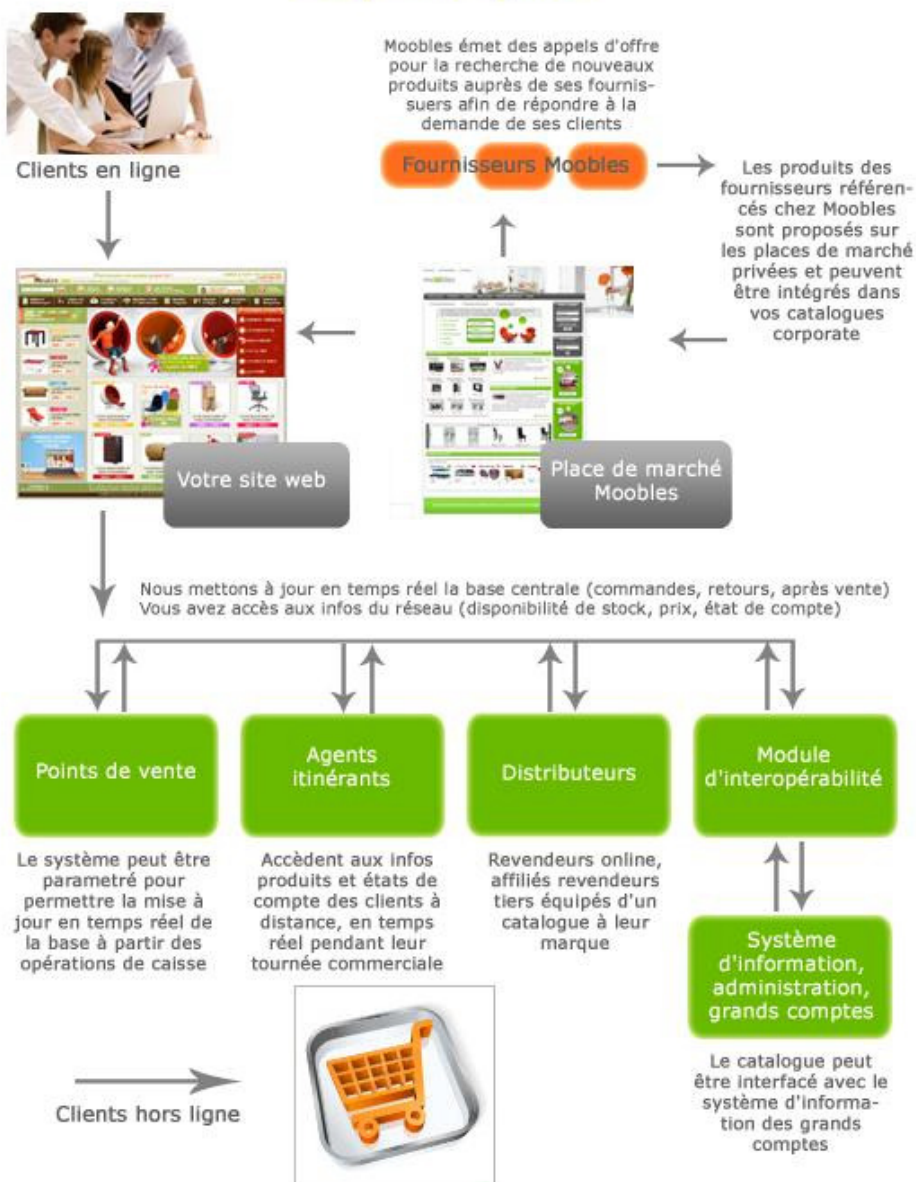 Moobles émet des appels d'offre
pour la recherche de nouveaux
produits auprès de ses fournis-
suers afin de répondre à la
demande de ses clients
Clients en ligne
Fournisseurs Moobles
Les produits des
fournisseurs référen-
cés chez Moobles
sont proposés sur
les places de marché
privées et peuvent
être intégrés dans
vos catalogues
corporate
Votre site web
Place de marché
Moobles
Nous mettons à jour en temps réel la base centrale (commandes, retours, après vente)
Vous avez accès aux infos du réseau (disponibilité de stock, prix, état de compte)
Points de vente
Agents
itinérants
Distributeurs
Module
d'interopérabilité
Le système peut être
parametré pour
permettre la mise à
jour en temps réel de
la base à partir des
opérations de caisse
Accèdent aux infos
produits et états de
compte des clients à
distance, en temps
réel pendant leur
tournée commerciale
Revendeurs online,
affiliés revendeurs
tiers équipés d'un
catalogue à leur
marque
Système
d'information,
administration,
grands comptes
Le catalogue peut
être interfacé avec le
système d'informa-
tion des grands
comptes
Clients hors ligne